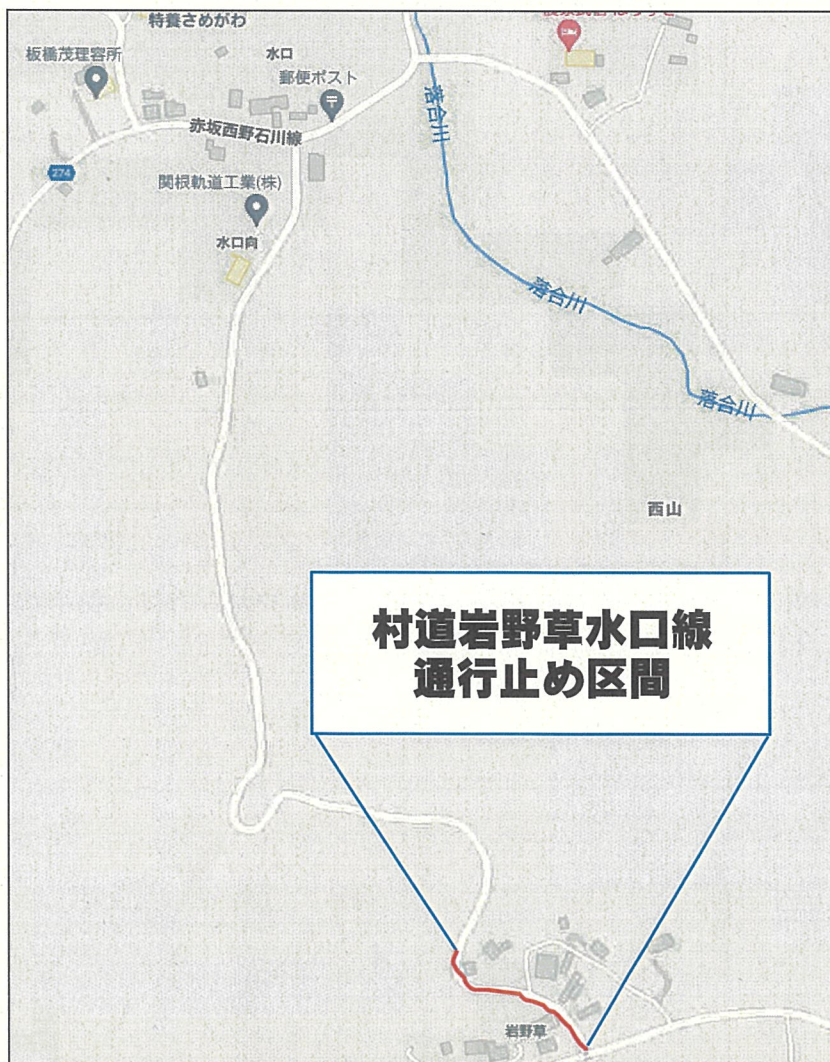 特養さめがわ
板橋茂理容所
水口
郵便ポスト
落合川
赤坂西野石川線
274
関根軌道工業(株)
水口向
落合川
落合川
西山
村道岩野草水口線
通行止め区間
岩野草